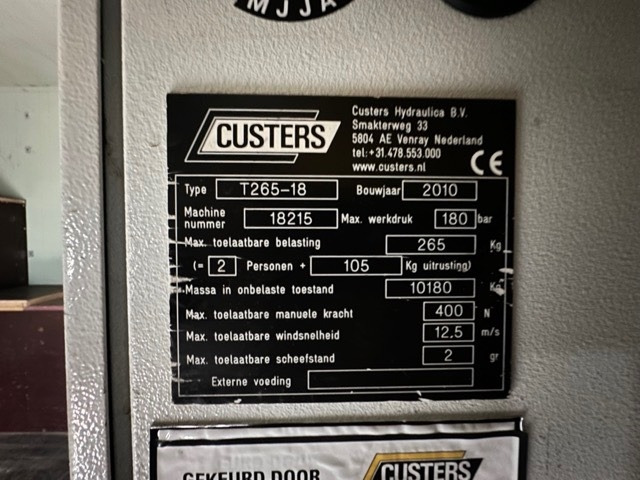 MJJA
CUSTERS
Custers Hydraulica B.V.
Smakterweg 33
5804 AE Venray Nederland
tel:+31.478.553.000
www.custers.nl
CE
Type T265-18 Bouwjaar 2010
Machine nummer 18215 Max. werkdruk 180 bar
Max. toelaatbare belasting 265 Kg
(= 2 Personen + 105 Kg uitrusting)
Massa in onbelaste toestand 10180 Kg
Max. toelaatbare manuele kracht 400 N
Max. toelaatbare windsnelheid 12,5 m/s
Max. toelaatbare scheefstand 2 gr
Externe voeding
GEKEURD DOOR CUSTERS